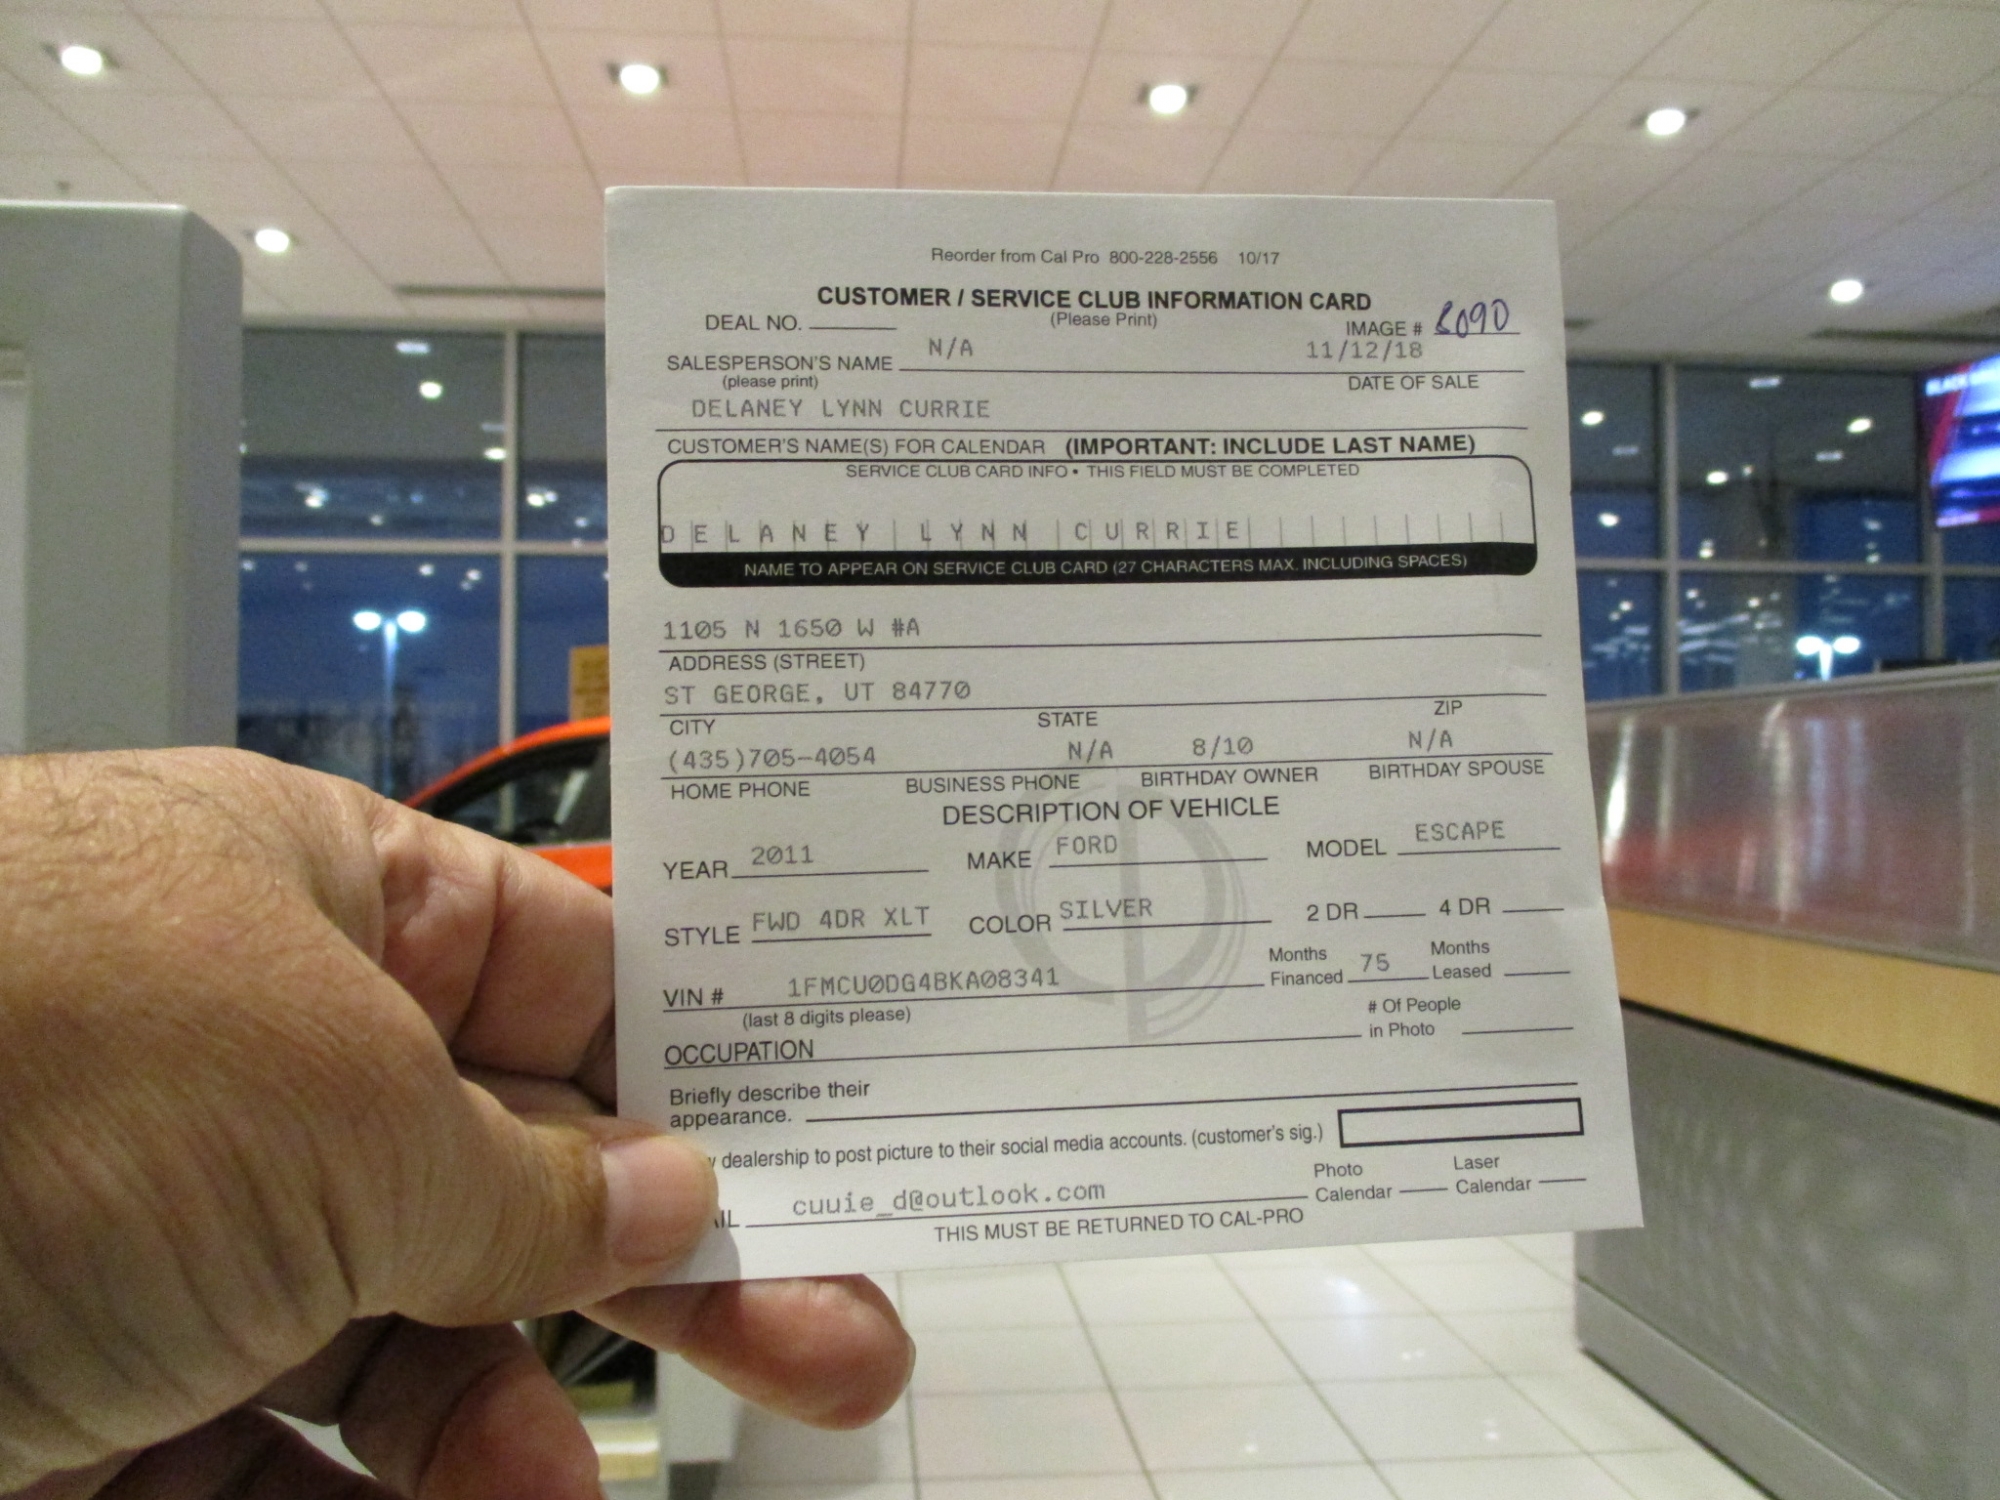 Reorder from Cal Pro 800-228-2556 10/17
CUSTOMER / SERVICE CLUB INFORMATION CARD
(Please Print)
DEAL NO. IMAGE # 8090
N/A 11/12/18
SALESPERSON'S NAME
(please print) DATE OF SALE
DELANEY LYNN CURRIE
CUSTOMER'S NAME(S) FOR CALENDAR (IMPORTANT: INCLUDE LAST NAME)
SERVICE CLUB CARD INFO • THIS FIELD MUST BE COMPLETED
DELANEY LYNN CURRIE
NAME TO APPEAR ON SERVICE CLUB CARD (27 CHARACTERS MAX. INCLUDING SPACES)
1105 N 1650 W #A
ADDRESS (STREET)
ST GEORGE, UT 84770
CITY STATE ZIP
(435)705-4054 N/A 8/10 N/A
HOME PHONE BUSINESS PHONE BIRTHDAY OWNER BIRTHDAY SPOUSE
DESCRIPTION OF VEHICLE
YEAR 2011 MAKE FORD MODEL ESCAPE
STYLE FWD 4DR XLT COLOR SILVER 2 DR 4 DR
VIN # 1FMCU0DG4BKA08341 Months Financed 75 Months Leased
(last 8 digits please)
OCCUPATION # Of People in Photo
Briefly describe their
appearance.
dealership to post picture to their social media accounts. (customer's sig.)
cuuie_d@outlook.com Photo Calendar Laser Calendar
THIS MUST BE RETURNED TO CAL-PRO